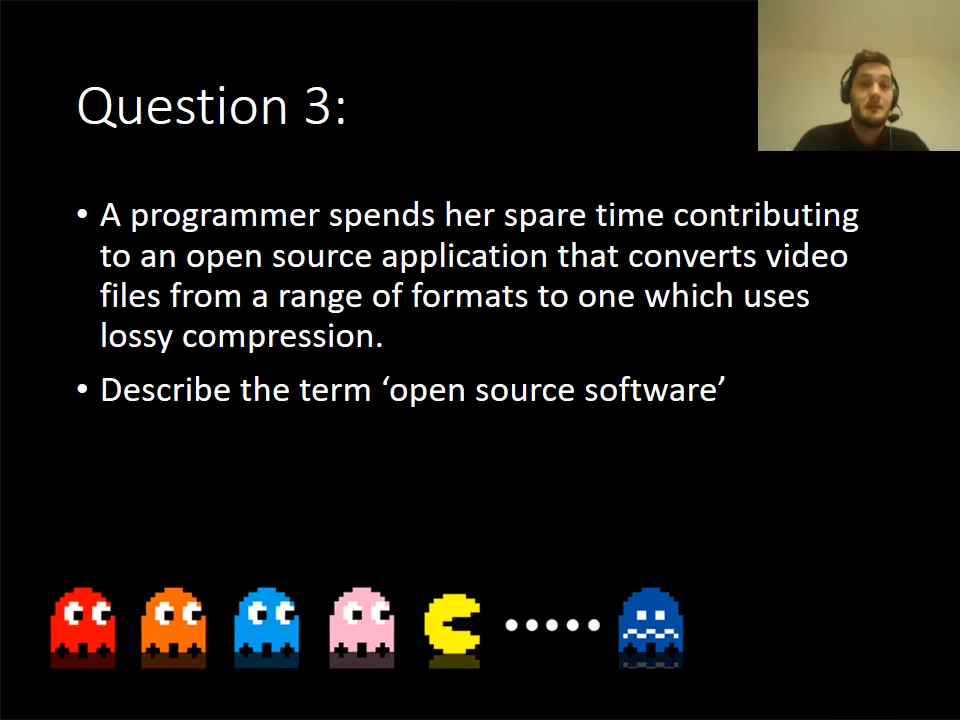 Question 3:
• A programmer spends her spare time contributing
to an open source application that converts video
files from a range of formats to one which uses
lossy compression.
• Describe the term ‘open source software’